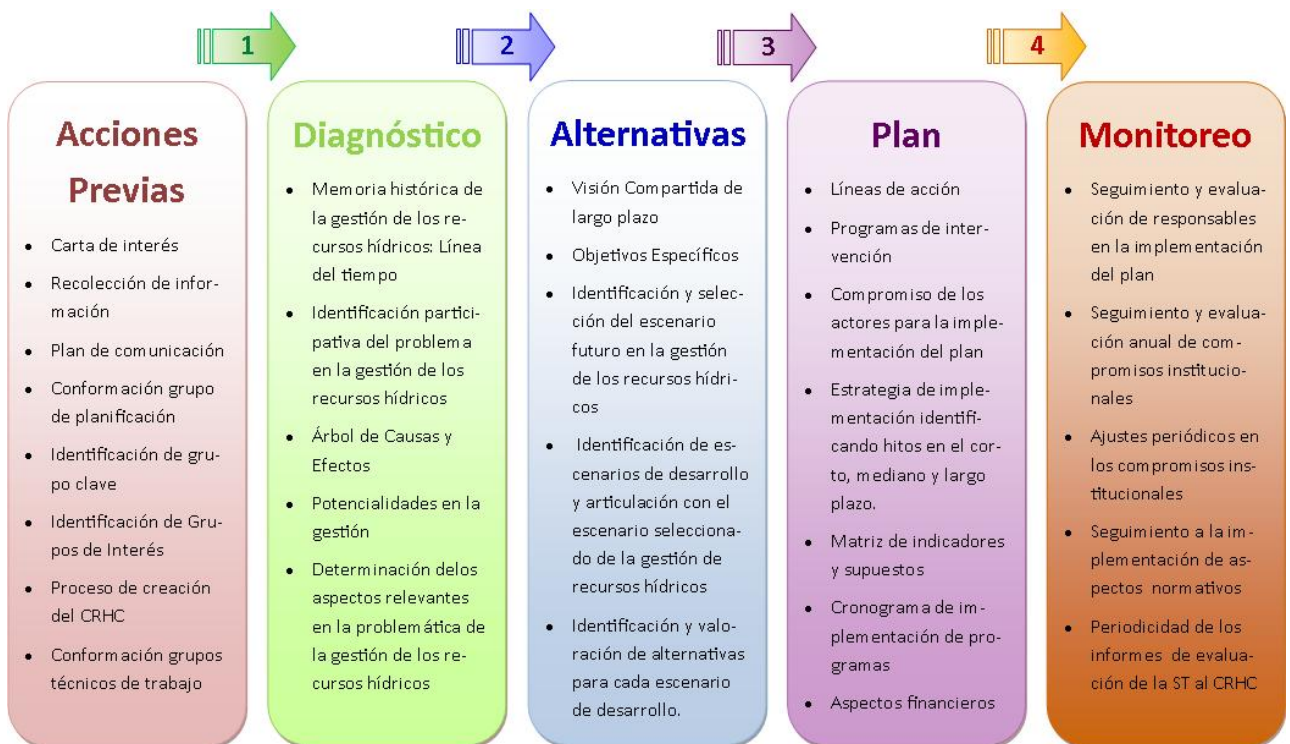 1
2
3
4
Acciones
Previas
• Carta de interés
• Recolección de infor-
mación
• Plan de comunicación
• Conformación grupo
de planificación
• Identificación de gru-
po clave
• Identificación de Gru-
pos de Interés
• Proceso de creación
del CRHC
• Conformación grupos
técnicos de trabajo
Diagnóstico
• Memoria histórica de
la gestión de los re-
cursos hídricos: Línea
del tiempo
• Identificación partici-
pativa del problema
en la gestión de los
recursos hídricos
• Árbol de Causas y
Efectos
• Potencialidades en la
gestión
• Determinación delos
aspectos relevantes
en la problemática de
la gestión de los re-
cursos hídricos
Alternativas
• Visión Compartida de
largo plazo
• Objetivos Específicos
• Identificación y selec-
ción del escenario
futuro en la gestión
de los recursos hídri-
cos
• Identificación de es-
cenarios de desarrollo
y articulación con el
escenario selecciona-
do de la gestión de
recursos hídricos
• Identificación y valo-
ración de alternativas
para cada escenario
de desarrollo.
Plan
• Líneas de acción
• Programas de inter-
vención
• Compromiso de los
actores para la imple-
mentación del plan
• Estrategia de imple-
mentación identifi-
cando hitos en el cor-
to, mediano y largo
plazo.
• Matriz de indicadores
y supuestos
• Cronograma de im-
plementación de pro-
gramas
• Aspectos financieros
Monitoreo
• Seguimiento y evalua-
ción de responsables
en la implementación
del plan
• Seguimiento y evalua-
ción anual de com-
promisos institucio-
nales
• Ajustes periódicos en
los compromisos ins-
titucionales
• Seguimiento a la im-
plementación de as-
pectos normativos
• Periodicidad de los
informes de evalua-
ción de la ST al CRHC